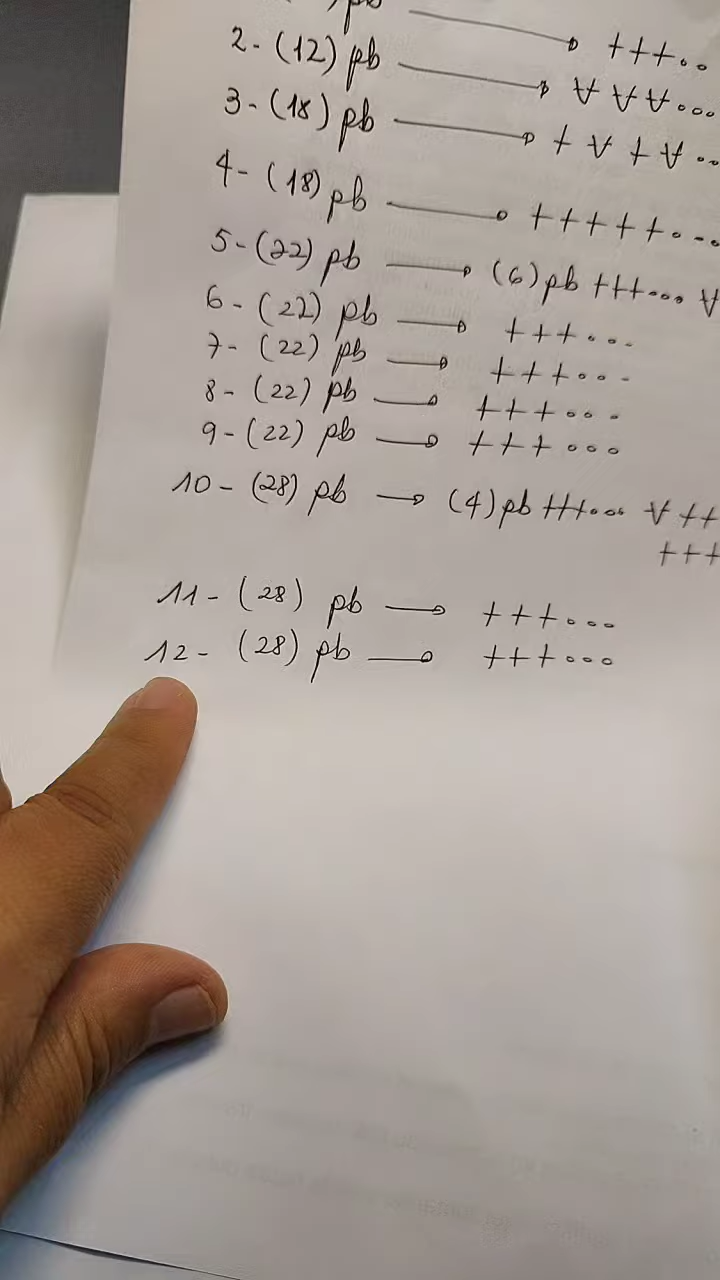 pb → +++..
2- (12) pb → V V V...
3- (18) pb → + V + V ..
4- (18) pb → +++++...
5- (22) pb → (6) pb +++... V
6- (22) pb → +++...
7- (22) pb → +++...
8- (22) pb → +++...
9- (22) pb → +++...
10- (28) pb → (4) pb +++... V ++
+++
11- (28) pb → +++...
12- (28) pb → +++...